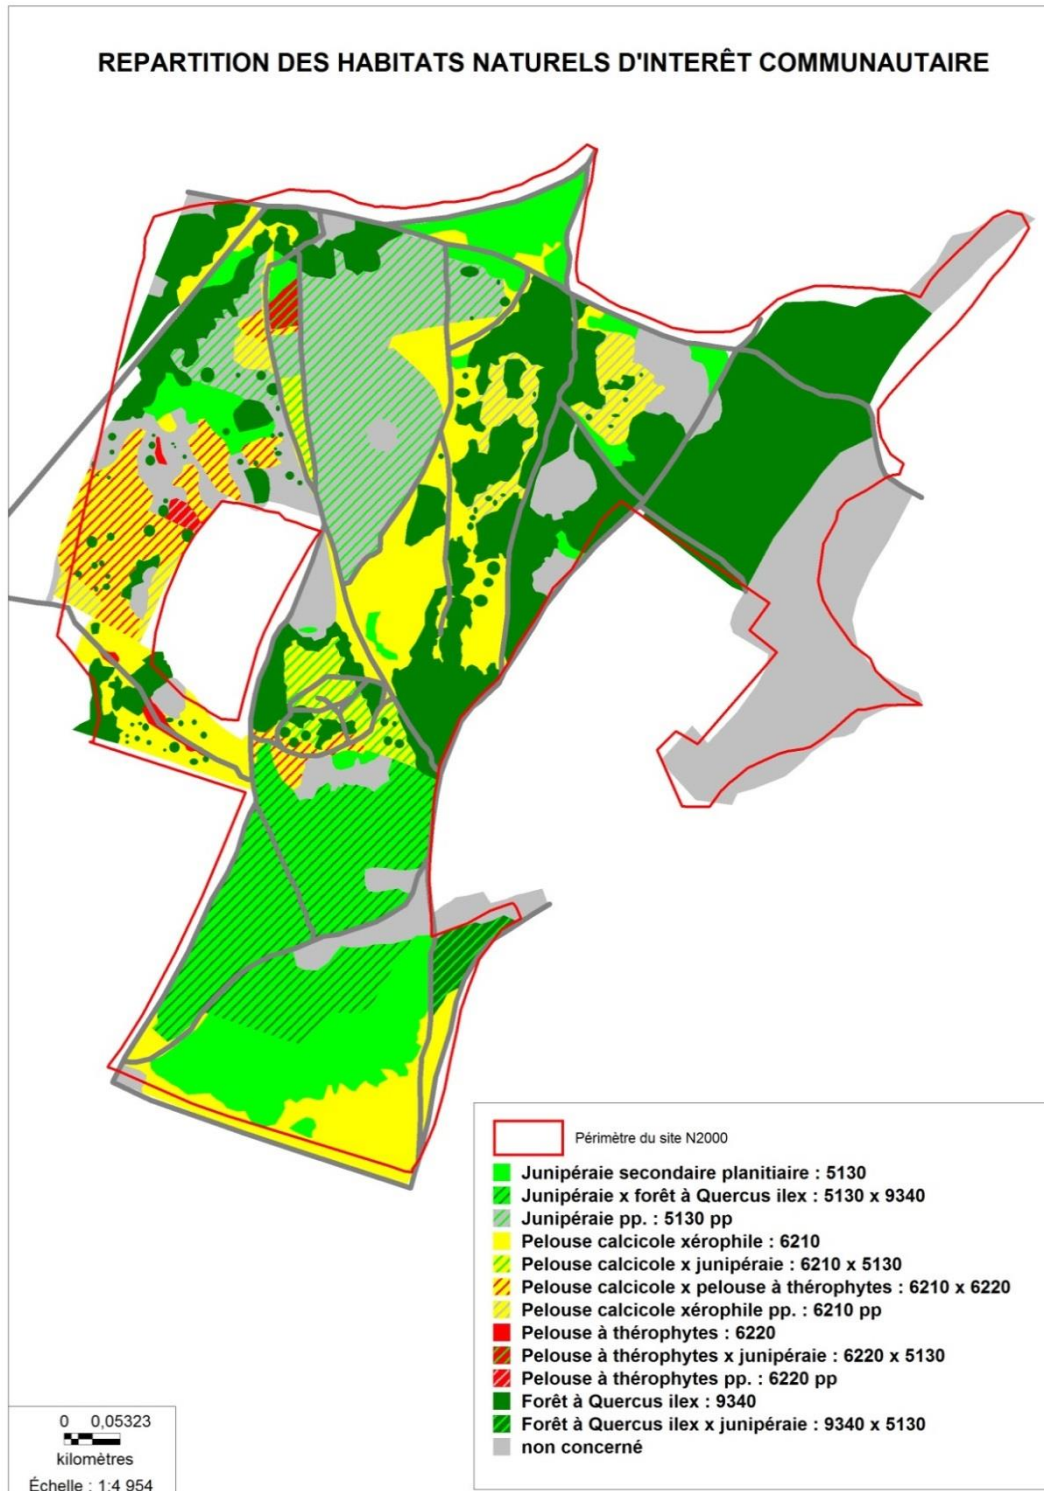 REPARTITION DES HABITATS NATURELS D'INTERÊT COMMUNAUTAIRE
Périmètre du site N2000
Junipéraie secondaire planitiaire : 5130
Junipéraie x forêt à Quercus ilex : 5130 x 9340
Junipéraie pp. : 5130 pp
Pelouse calcicole xérophile : 6210
Pelouse calcicole x junipéraie : 6210 x 5130
Pelouse calcicole x pelouse à thérophytes : 6210 x 6220
Pelouse calcicole xérophile pp. : 6210 pp
Pelouse à thérophytes : 6220
Pelouse à thérophytes x junipéraie : 6220 x 5130
Pelouse à thérophytes pp. : 6220 pp
Forêt à Quercus ilex : 9340
Forêt à Quercus ilex x junipéraie : 9340 x 5130
non concerné
0 0,05323
kilomètres
Échelle : 1:4 954